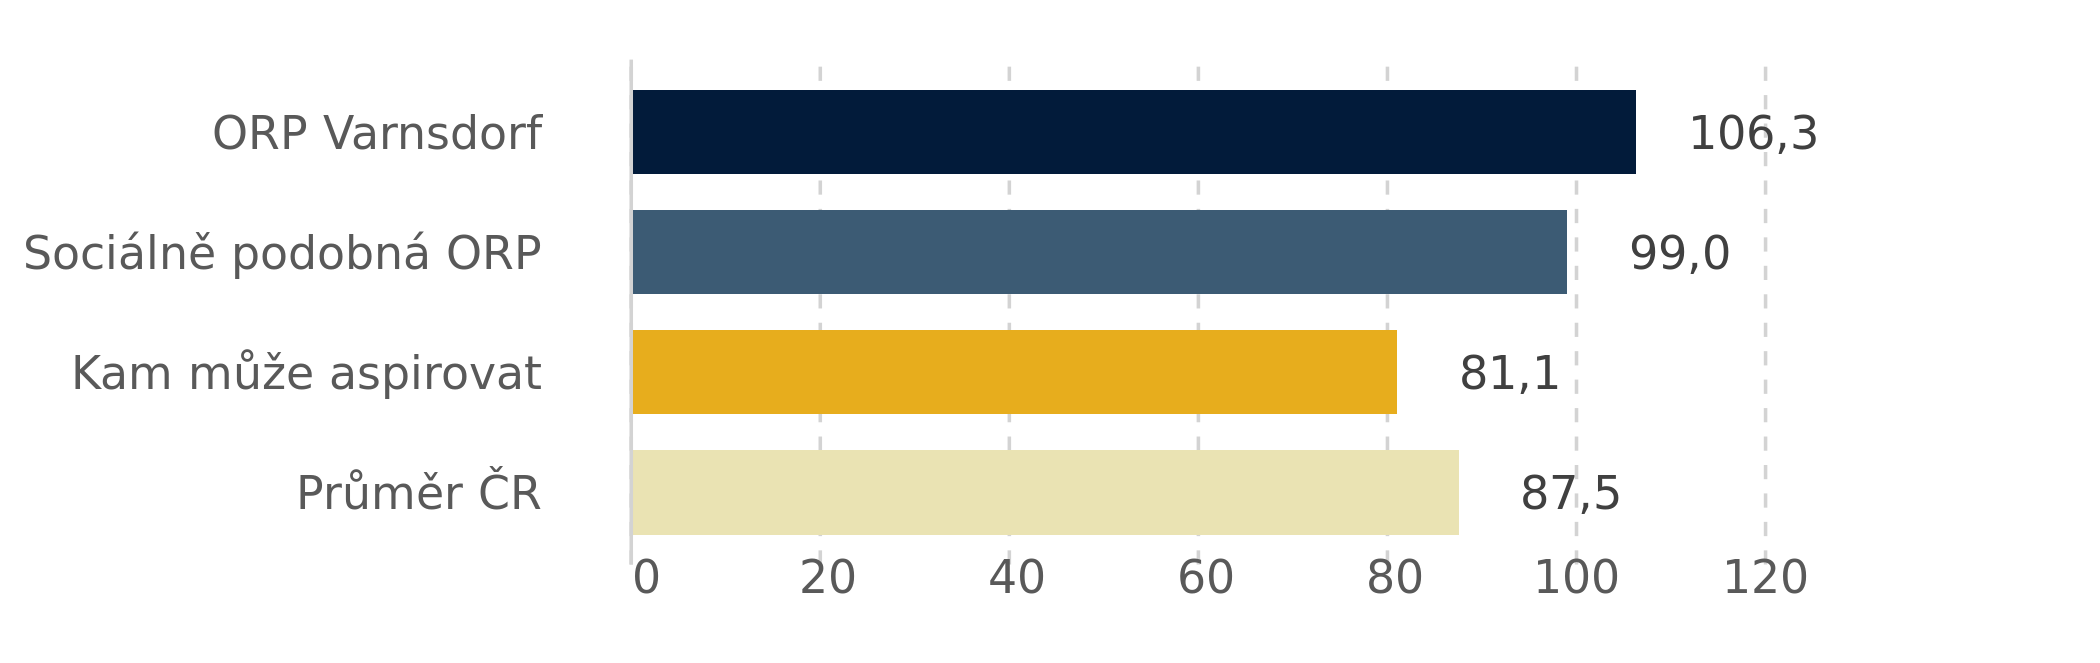 ORP Varnsdorf 106,3
Sociálně podobná ORP 99,0
Kam může aspirovat 81,1
Průměr ČR 87,5
0 20 40 60 80 100 120